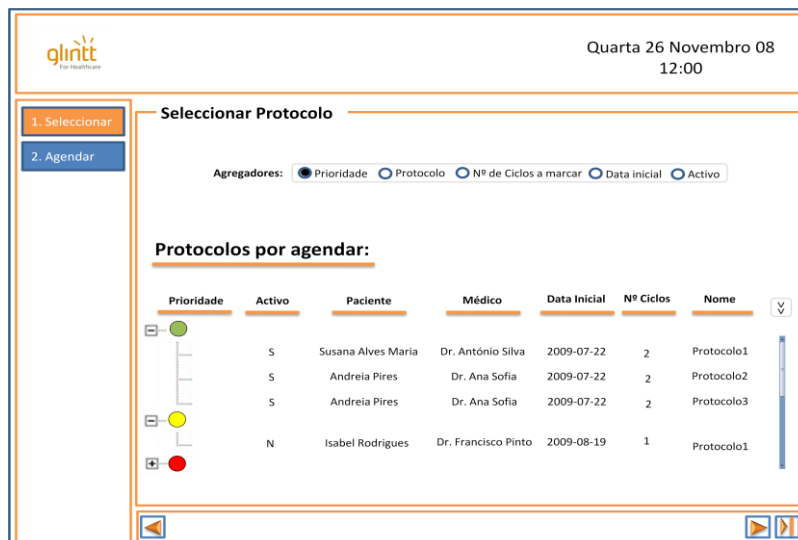 glintt
For Healthcare
Quarta 26 Novembro 08
12:00
1. Seleccionar
2. Agendar
Seleccionar Protocolo
Agregadores: Prioridade Protocolo Nº de Ciclos a marcar Data inicial Activo
Protocolos por agendar:
Prioridade Activo Paciente Médico Data Inicial Nº Ciclos Nome
S Susana Alves Maria Dr. António Silva 2009-07-22 2 Protocolo1
S Andreia Pires Dr. Ana Sofia 2009-07-22 2 Protocolo2
S Andreia Pires Dr. Ana Sofia 2009-07-22 2 Protocolo3
N Isabel Rodrigues Dr. Francisco Pinto 2009-08-19 1 Protocolo1